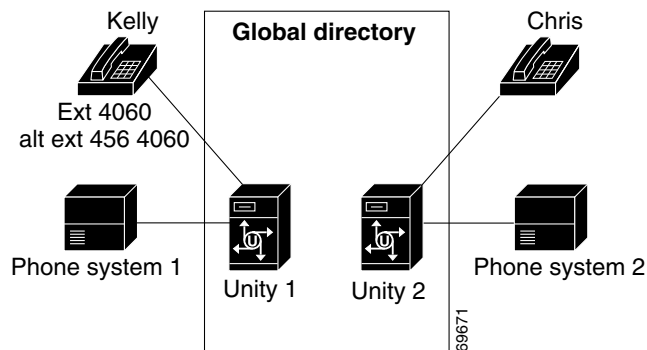 Kelly
Global directory
Chris
Ext 4060
alt ext 456 4060
U
U
Phone system 1
Unity 1
Unity 2
Phone system 2
69671